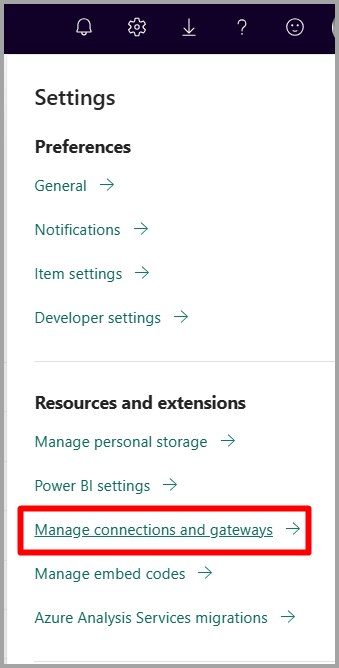 Settings
Preferences
General
Notifications
Item settings
Developer settings
Resources and extensions
Manage personal storage
Power BI settings
Manage connections and gateways
Manage embed codes
Azure Analysis Services migrations